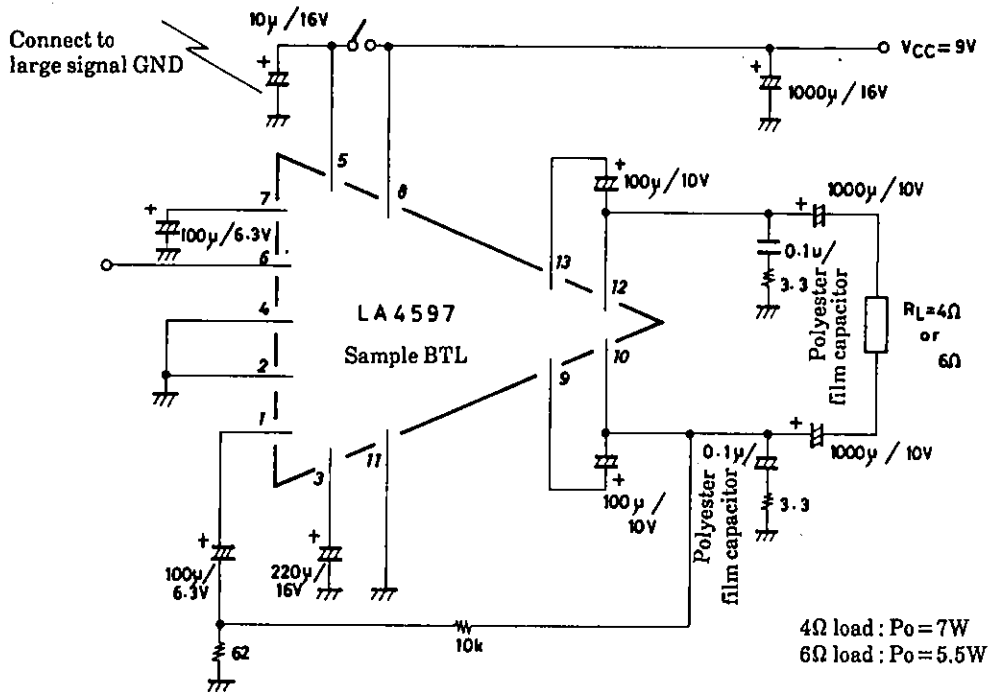 10μ/16V
Connect to
large signal GND
+
VCC=9V
+
1000μ/16V
5
8
7
+
100μ/6.3V
6
+
100μ/10V
1000μ/10V
+
13
12
0.1μ/
3.3
Polyester
film capacitor
4
LA4597
Sample BTL
RL=4Ω
or
6Ω
2
10
9
1
3
11
+
1000μ/10V
0.1μ/
+
100μ/
10V
Polyester
film capacitor
3.3
+
100μ/
6.3V
+
220μ/
16V
10k
62
4Ω load : Po=7W
6Ω load : Po=5.5W